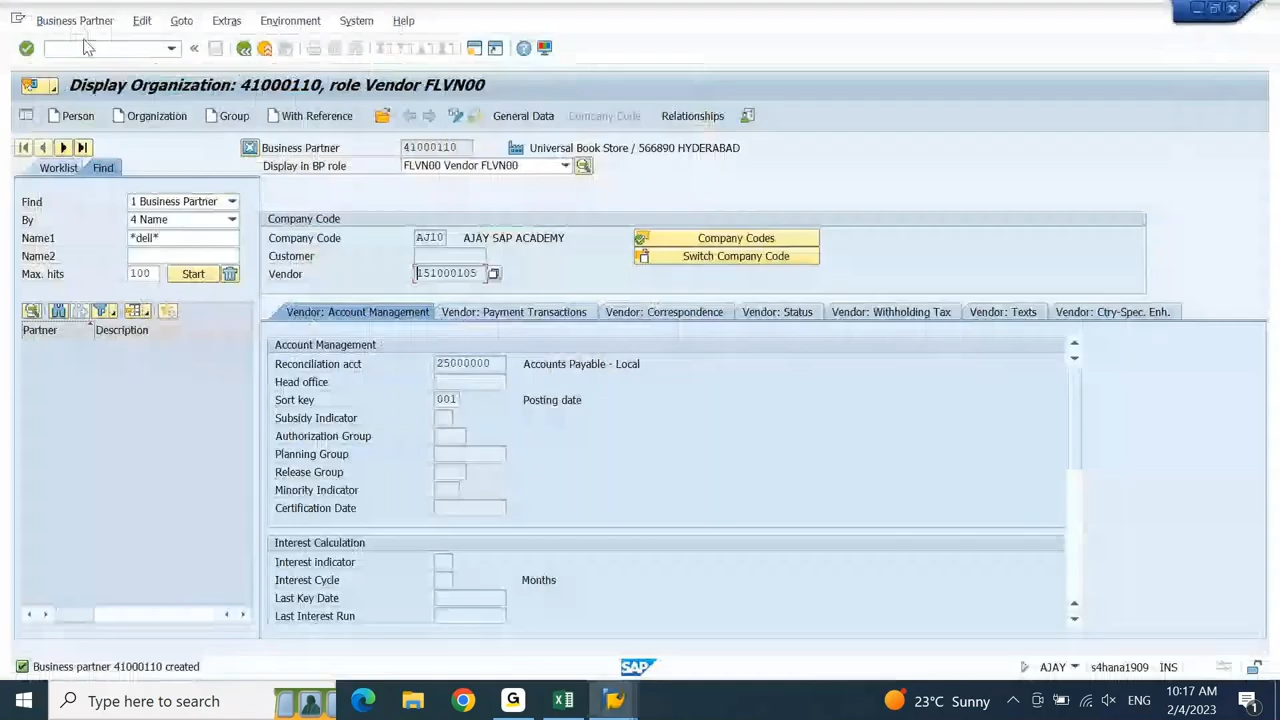 Business Partner Edit Goto Extras Environment System Help
Display Organization: 41000110, role Vendor FLVN00
Person Organization Group With Reference General Data Company Code Relationships
Business Partner 41000110 Universal Book Store / 566890 HYDERABAD
Worklist Find
Display in BP role FLVN00 Vendor FLVN00
Find 1 Business Partner
By 4 Name
Name1 *dell*
Name2
Max. hits 100 Start
Partner Description
Company Code
Company Code AJ10 AJAY SAP ACADEMY Company Codes
Customer Switch Company Code
Vendor 151000105
Vendor: Account Management Vendor: Payment Transactions Vendor: Correspondence Vendor: Status Vendor: Withholding Tax Vendor: Texts Vendor: Ctry-Spec. Enh.
Account Management
Reconciliation acct 25000000 Accounts Payable - Local
Head office
Sort key 001 Posting date
Subsidy Indicator
Authorization Group
Planning Group
Release Group
Minority Indicator
Certification Date
Interest Calculation
Interest indicator
Interest Cycle Months
Last Key Date
Last Interest Run
Business partner 41000110 created
SAP
AJAY s4hana1909 INS
Type here to search
G
23°C Sunny
ENG
10:17 AM
2/4/2023
1